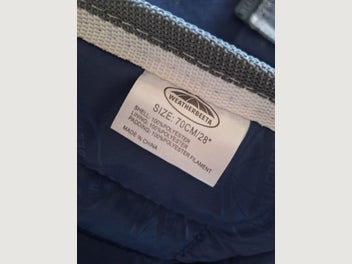 WEATHERBEETA
SIZE: 70CM/28"
SHELL: 100%POLYESTER
LINING: 100%POLYESTER
PADDING: 100%POLYESTER FILAMENT
MADE IN CHINA